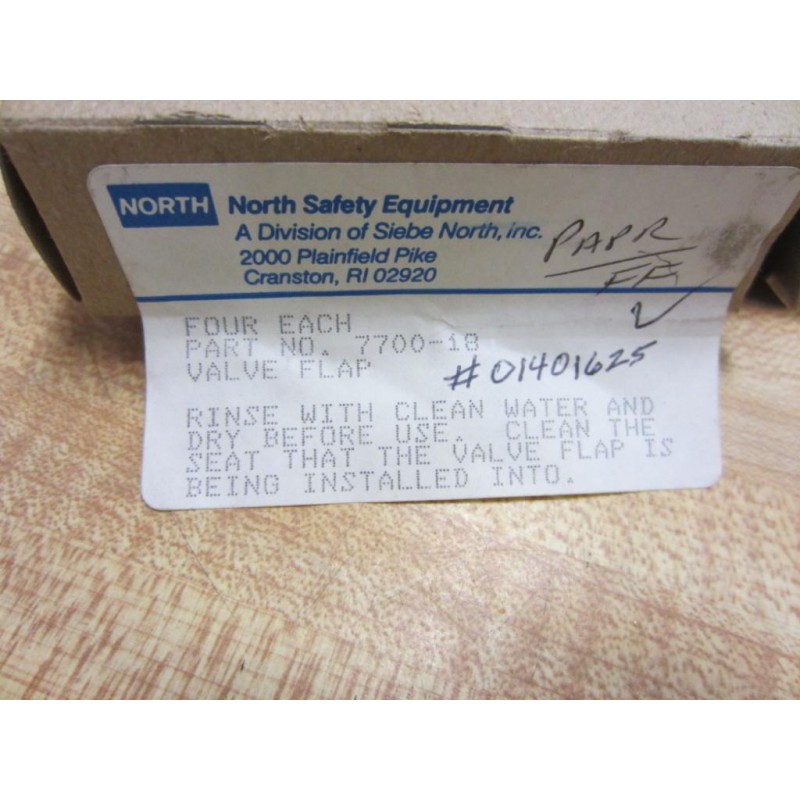 NORTH
North Safety Equipment
A Division of Siebe North, Inc.
2000 Plainfield Pike
Cranston, RI 02920
PAPR
FF
FOUR EACH
PART NO. 7700-18
VALVE FLAP
#01401625
RINSE WITH CLEAN WATER AND
DRY BEFORE USE. CLEAN THE
SEAT THAT THE VALVE FLAP IS
BEING INSTALLED INTO.